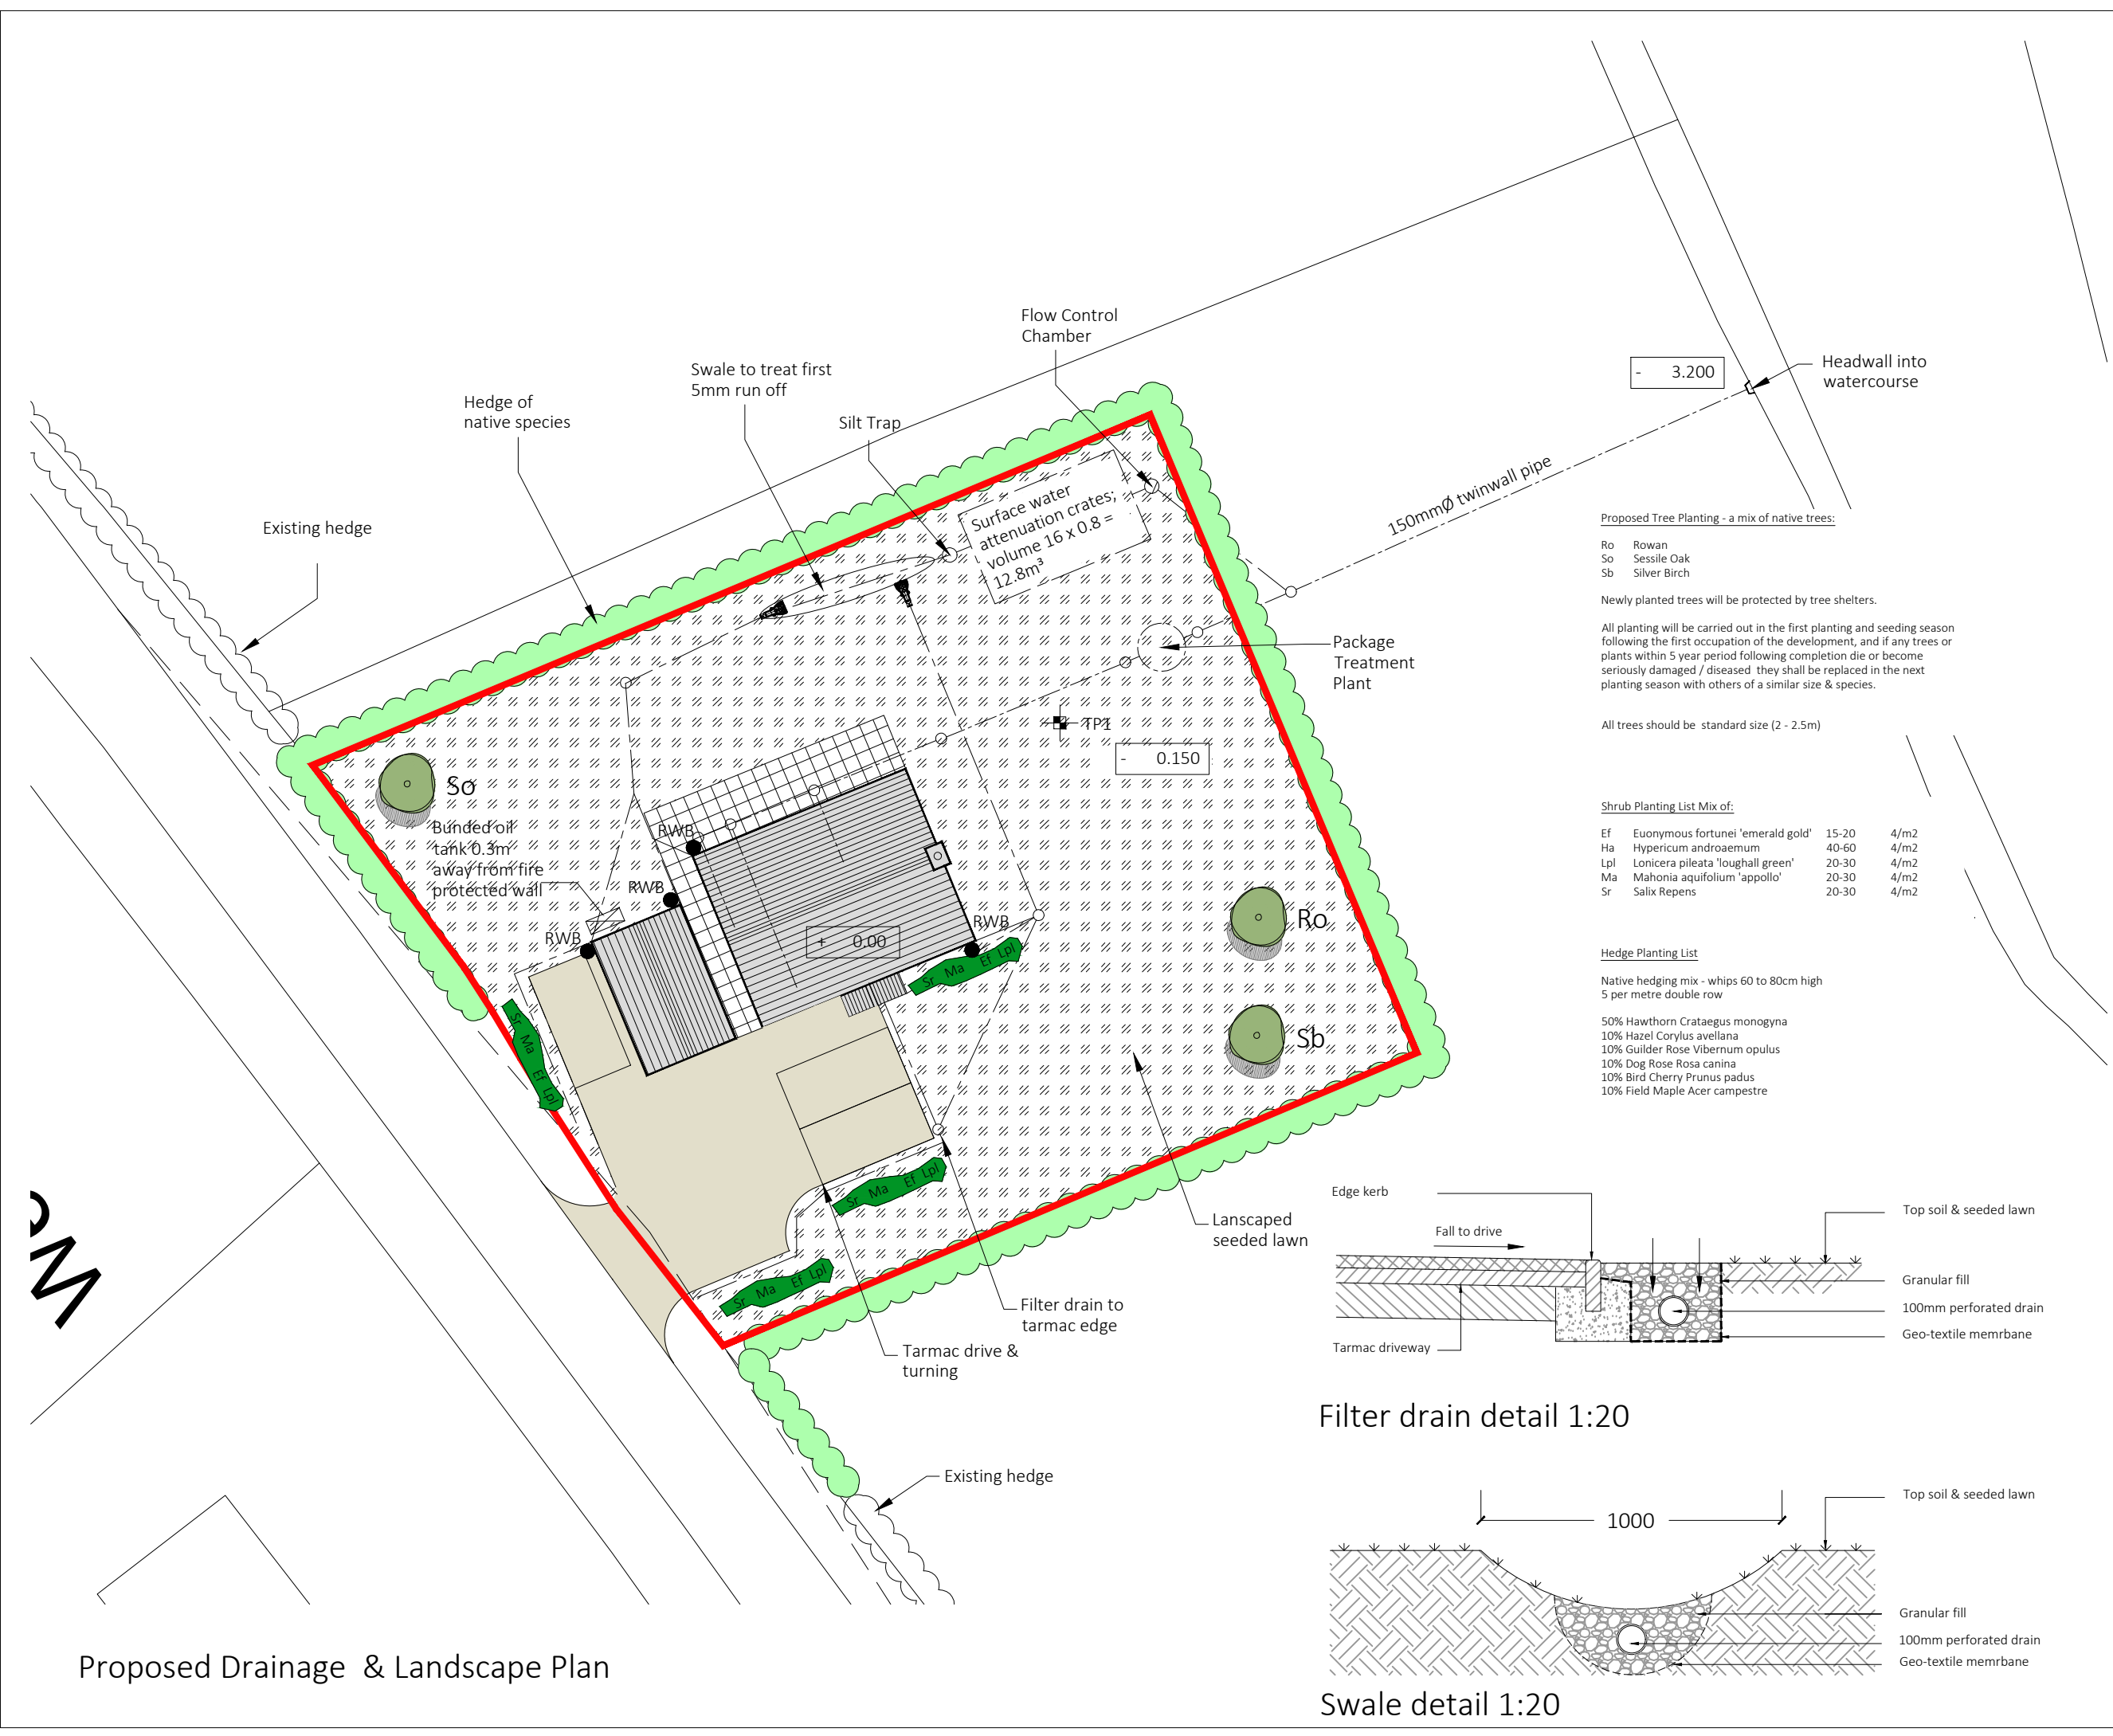 Flow Control
Chamber
Swale to treat first
5mm run off
Hedge of
native species
Silt Trap
Existing hedge
- 3.200
Headwall into
watercourse
150mmØ twinwall pipe
Surface water
attenuation crates;
volume 16 x 0.8 =
12.8m³
Package
Treatment
Plant
TP1
- 0.150
So
Bunded oil
tank 0.3m
away from fire
protected wall
RWB
RWB
RWB
RWB
+ 0.00
Ro
Sb
Sr Ma Ef Lpl
Sr Ma Ef Lpl
Sr Ma Ef Lpl
Sr Ma Ef Lpl
Lanscaped
seeded lawn
Filter drain to
tarmac edge
Tarmac drive &
turning
Existing hedge
Proposed Drainage & Landscape Plan
Proposed Tree Planting - a mix of native trees:
Ro Rowan
So Sessile Oak
Sb Silver Birch
Newly planted trees will be protected by tree shelters.
All planting will be carried out in the first planting and seeding season
following the first occupation of the development, and if any trees or
plants within 5 year period following completion die or become
seriously damaged / diseased they shall be replaced in the next
planting season with others of a similar size & species.
All trees should be standard size (2 - 2.5m)
Shrub Planting List Mix of:
Ef Euonymous fortunei 'emerald gold' 15-20 4/m2
Ha Hypericum androaemum 40-60 4/m2
Lpl Lonicera pileata 'loughall green' 20-30 4/m2
Ma Mahonia aquifolium 'appollo' 20-30 4/m2
Sr Salix Repens 20-30 4/m2
Hedge Planting List
Native hedging mix - whips 60 to 80cm high
5 per metre double row
50% Hawthorn Crataegus monogyna
10% Hazel Corylus avellana
10% Guilder Rose Vibernum opulus
10% Dog Rose Rosa canina
10% Bird Cherry Prunus padus
10% Field Maple Acer campestre
Edge kerb
Fall to drive
Top soil & seeded lawn
Granular fill
100mm perforated drain
Geo-textile memrbane
Tarmac driveway
Filter drain detail 1:20
Top soil & seeded lawn
1000
Granular fill
100mm perforated drain
Geo-textile memrbane
Swale detail 1:20